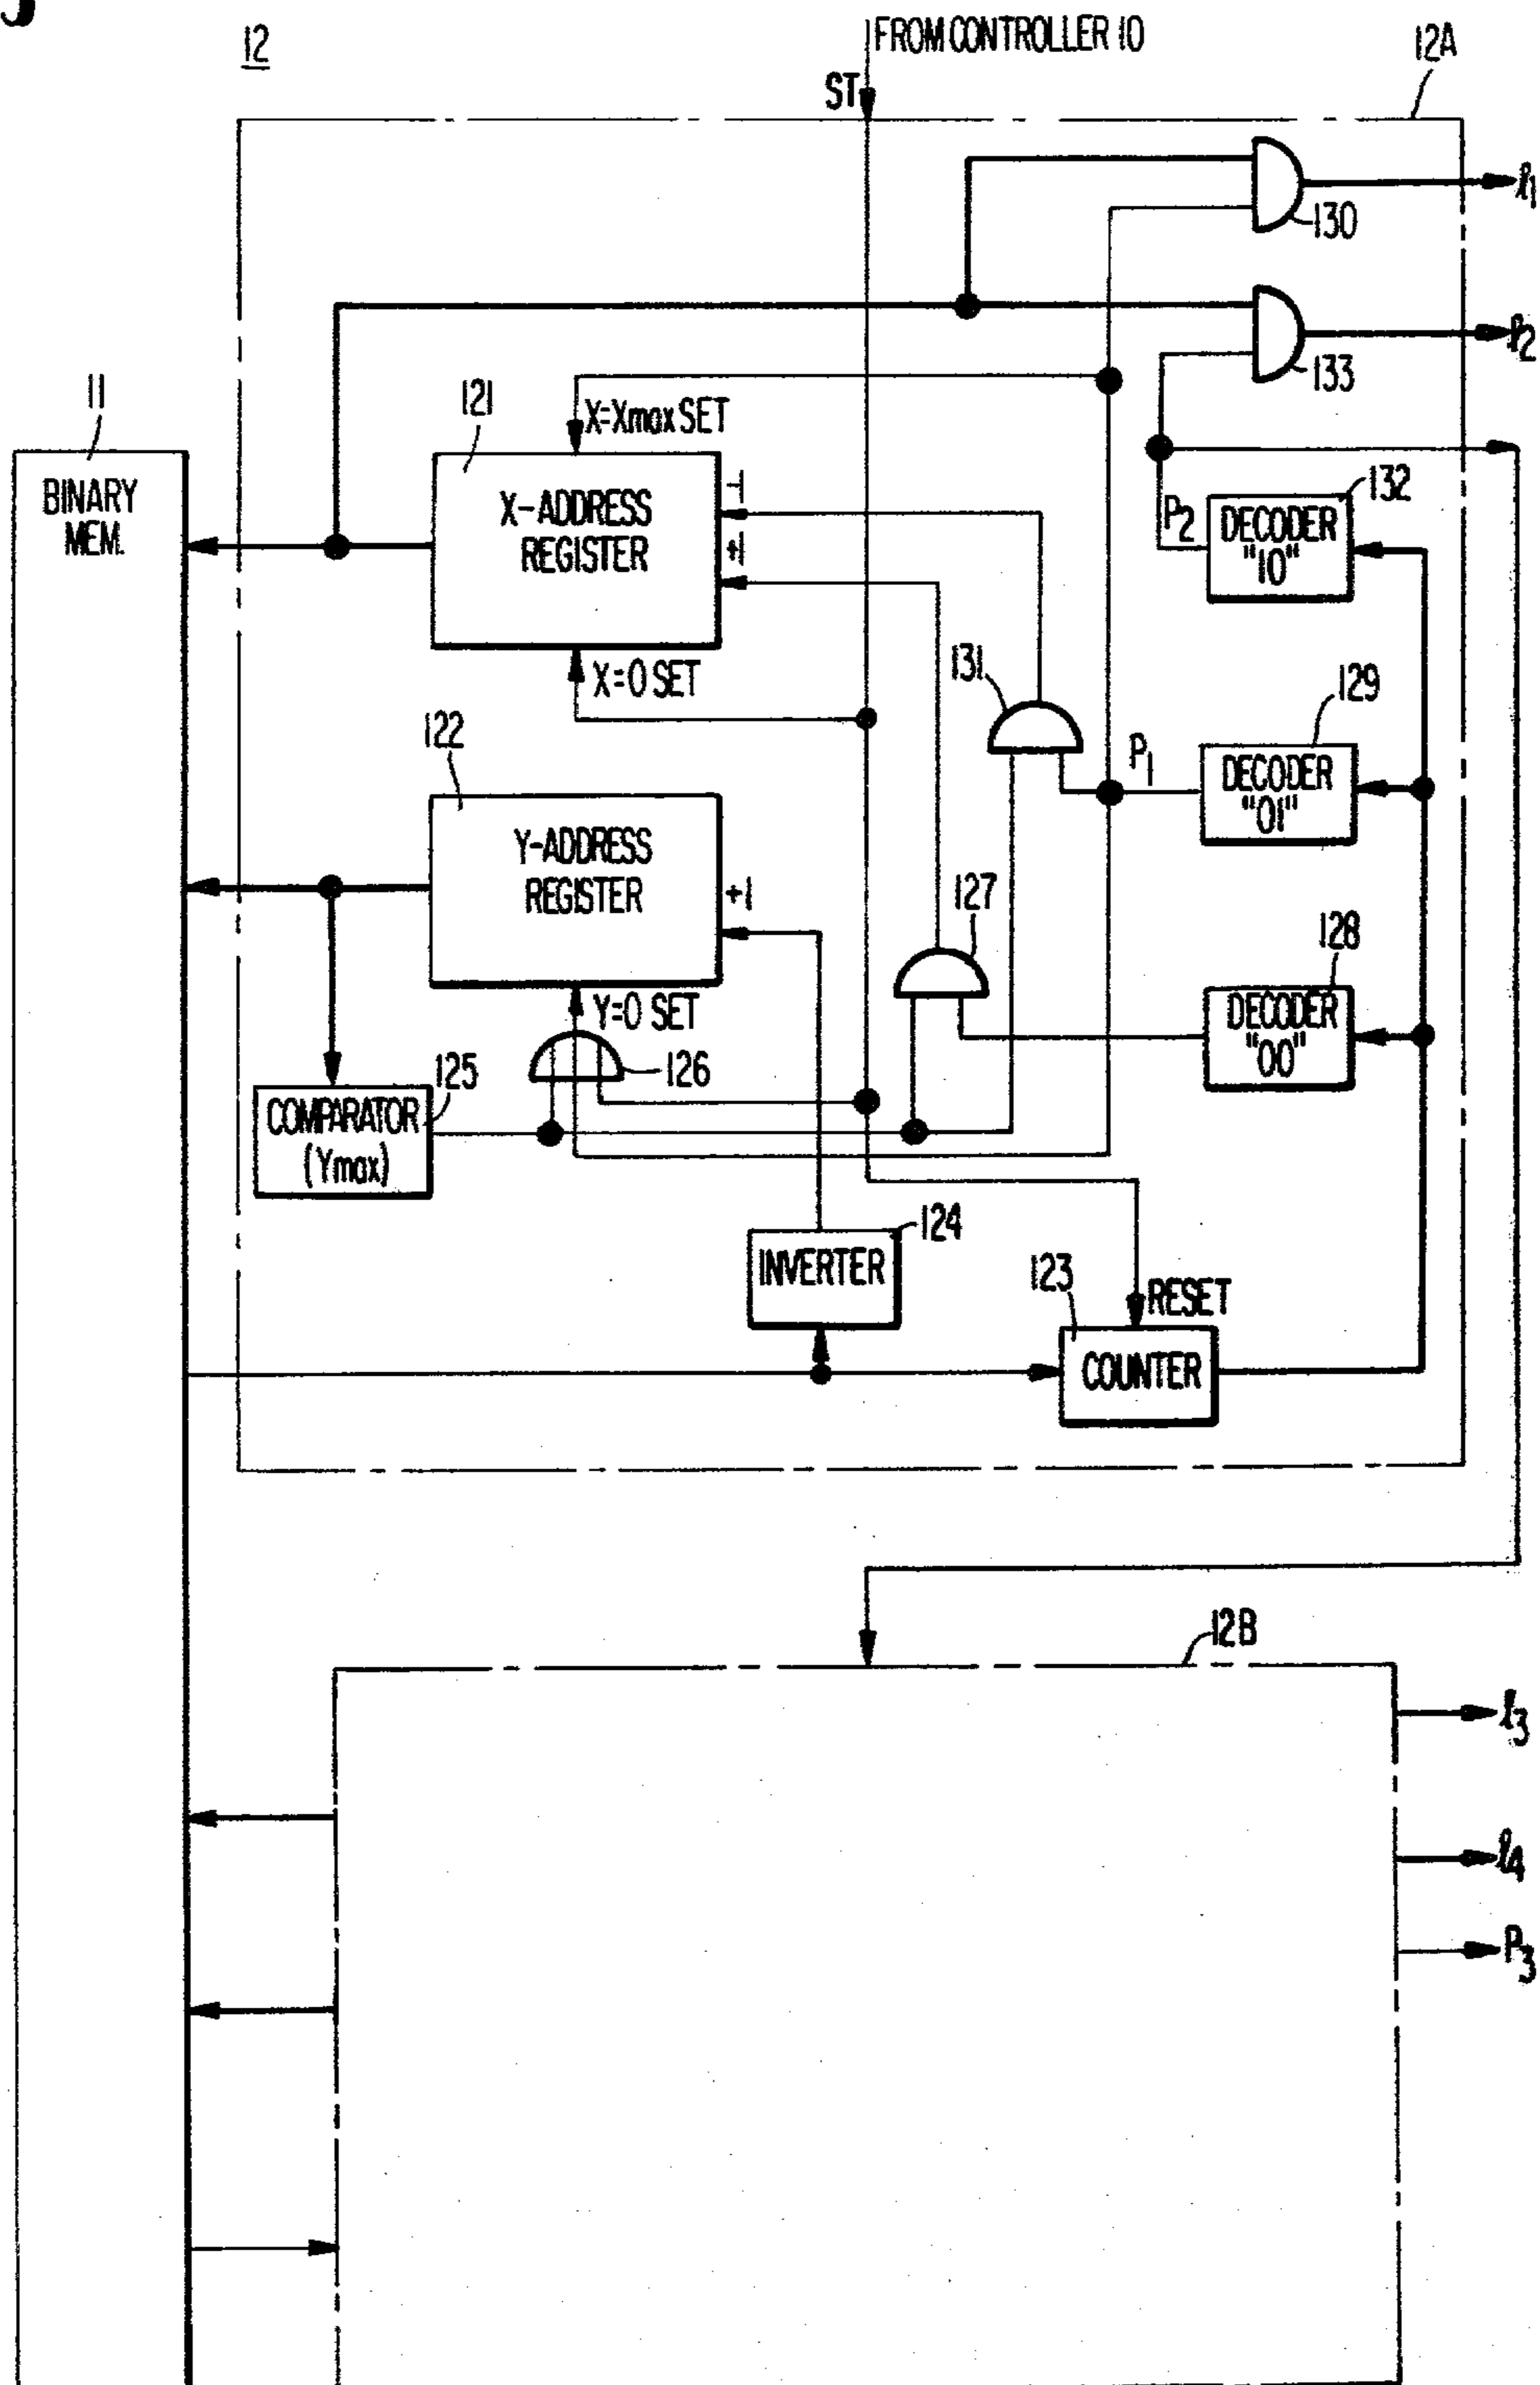 12
FROM CONTROLLER 10
ST
12A
l1
130
l2
133
11
BINARY
MEM.
121
X=Xmax SET
X-ADDRESS
REGISTER
-1
+1
X=0 SET
P2
132
DECODER
"10"
131
P1
129
DECODER
"01"
122
Y-ADDRESS
REGISTER
+1
127
128
DECODER
"00"
Y=0 SET
126
125
COMPARATOR
(Ymax)
124
INVERTER
123
RESET
COUNTER
12B
l3
l4
P3